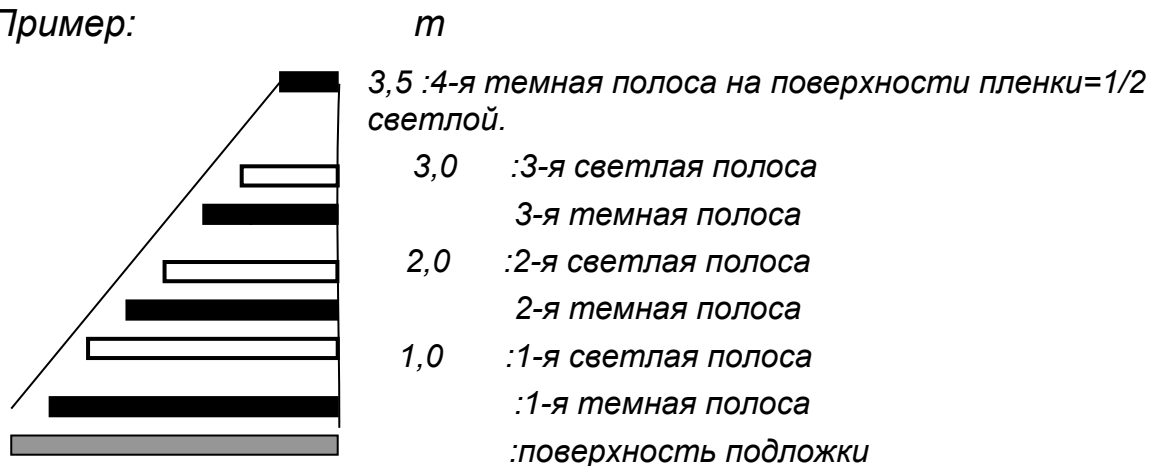 Пример: m
3,5 :4-я темная полоса на поверхности пленки=1/2
светлой.
3,0 :3-я светлая полоса
3-я темная полоса
2,0 :2-я светлая полоса
2-я темная полоса
1,0 :1-я светлая полоса
:1-я темная полоса
:поверхность подложки